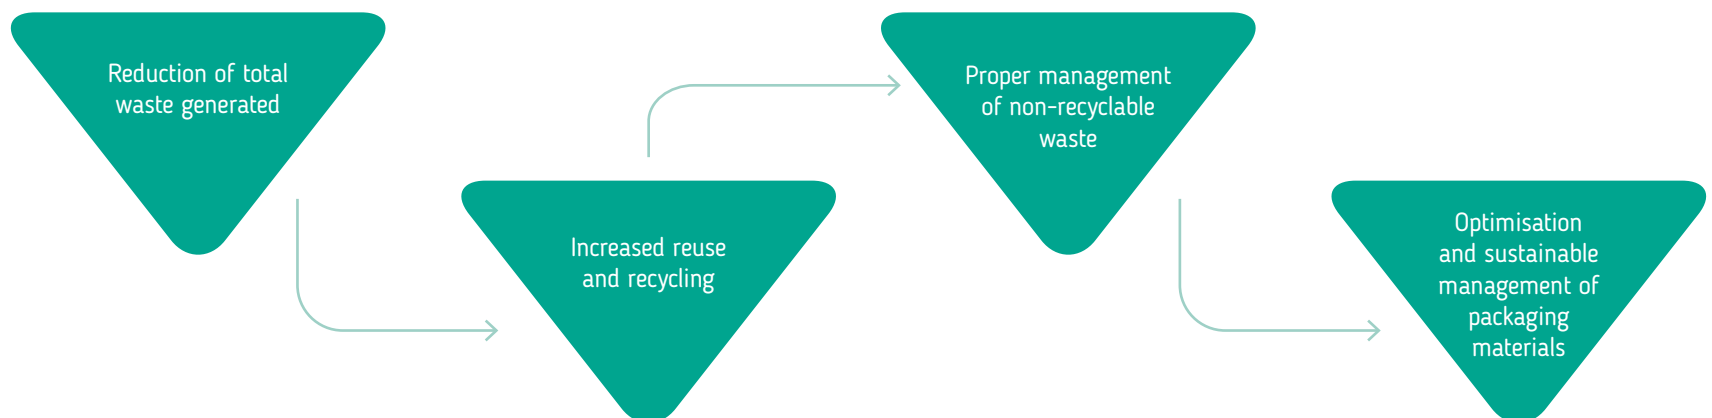 Reduction of total
waste generated
Increased reuse
and recycling
Proper management
of non-recyclable
waste
Optimisation
and sustainable
management of
packaging
materials